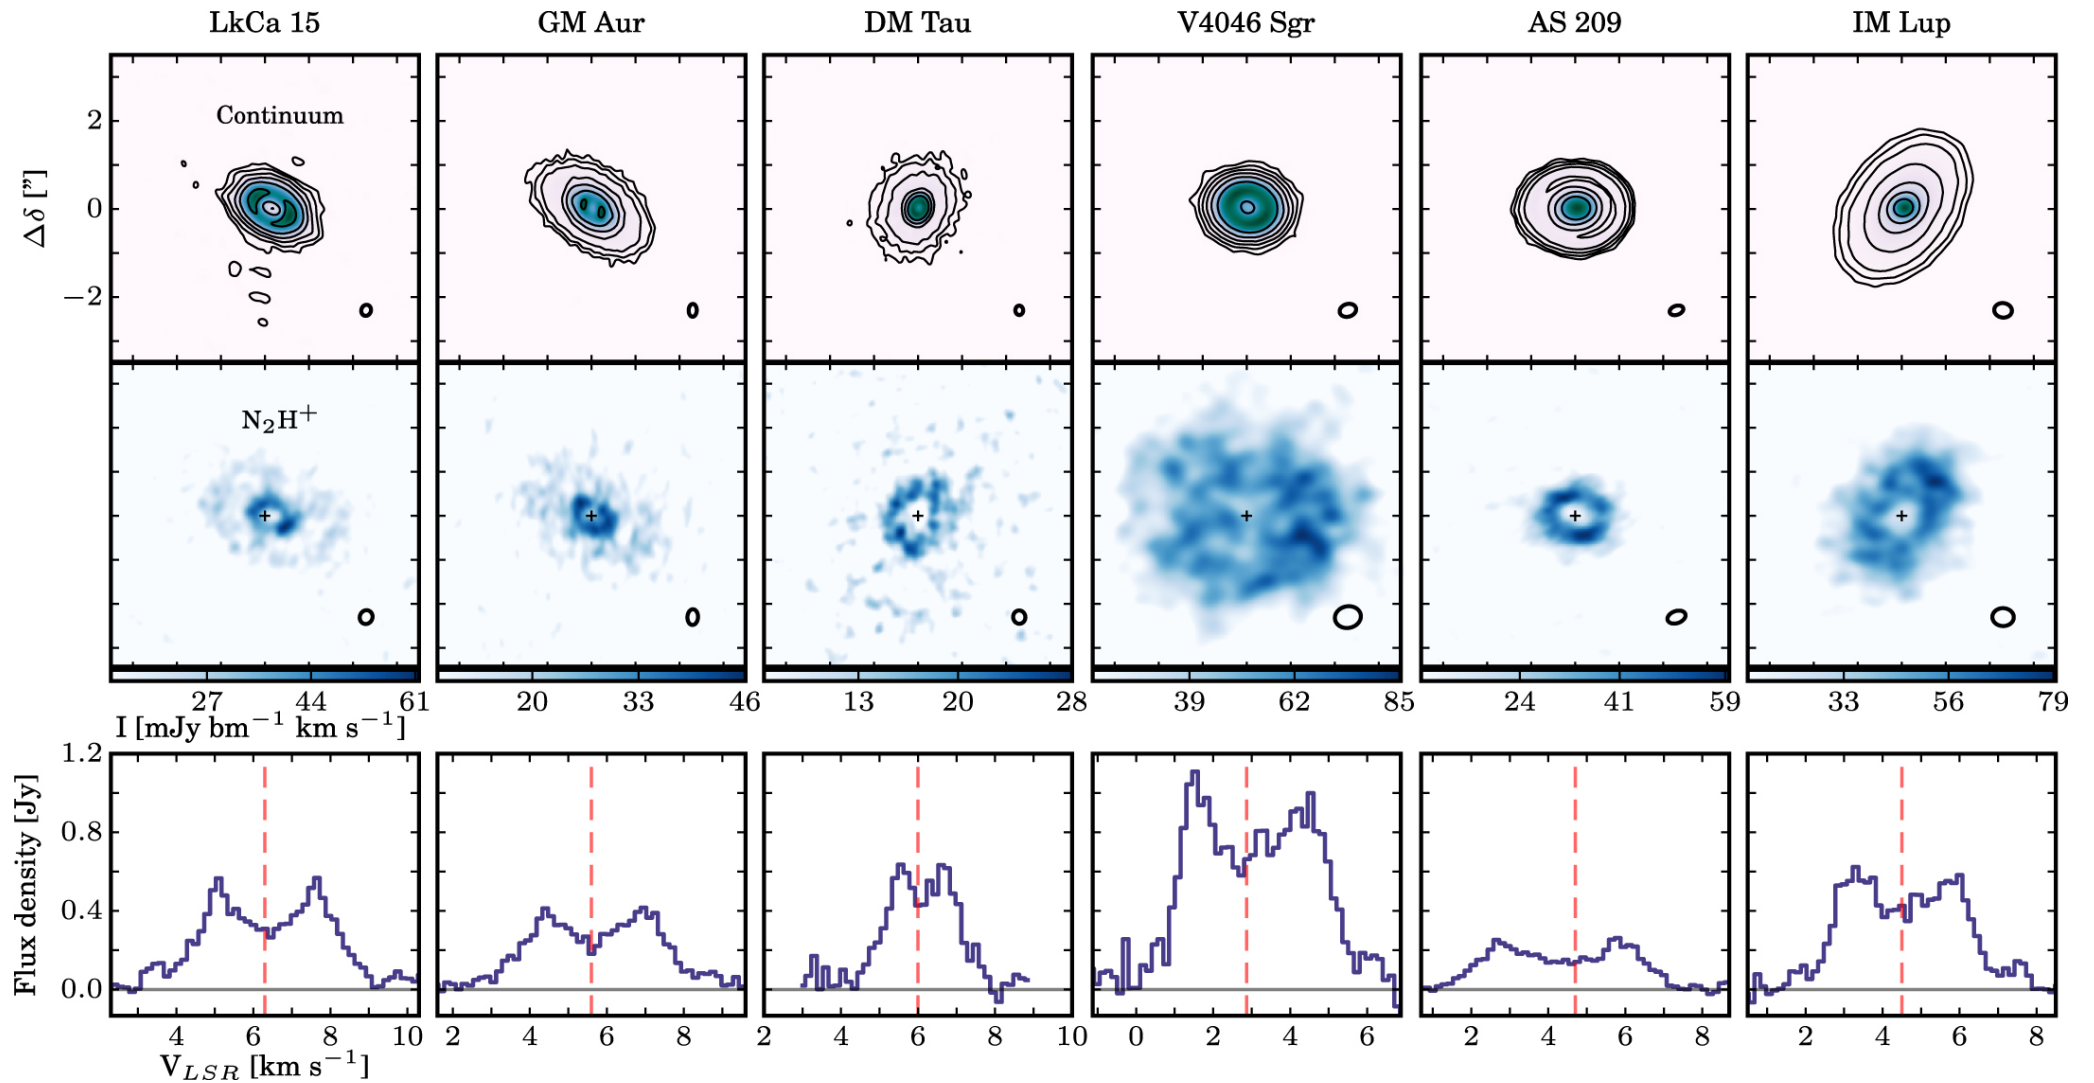 LkCa 15 GM Aur DM Tau V4046 Sgr AS 209 IM Lup
Continuum
2
0
−2
Δδ ["]
N₂H⁺
27 44 61 20 33 46 13 20 28 39 62 85 24 41 59 33 56 79
I [mJy bm⁻¹ km s⁻¹]
1.2
0.8
0.4
0.0
Flux density [Jy]
4 6 8 10 2 4 6 8 2 4 6 8 10 0 2 4 6 2 4 6 8 2 4 6 8
V_LSR [km s⁻¹]